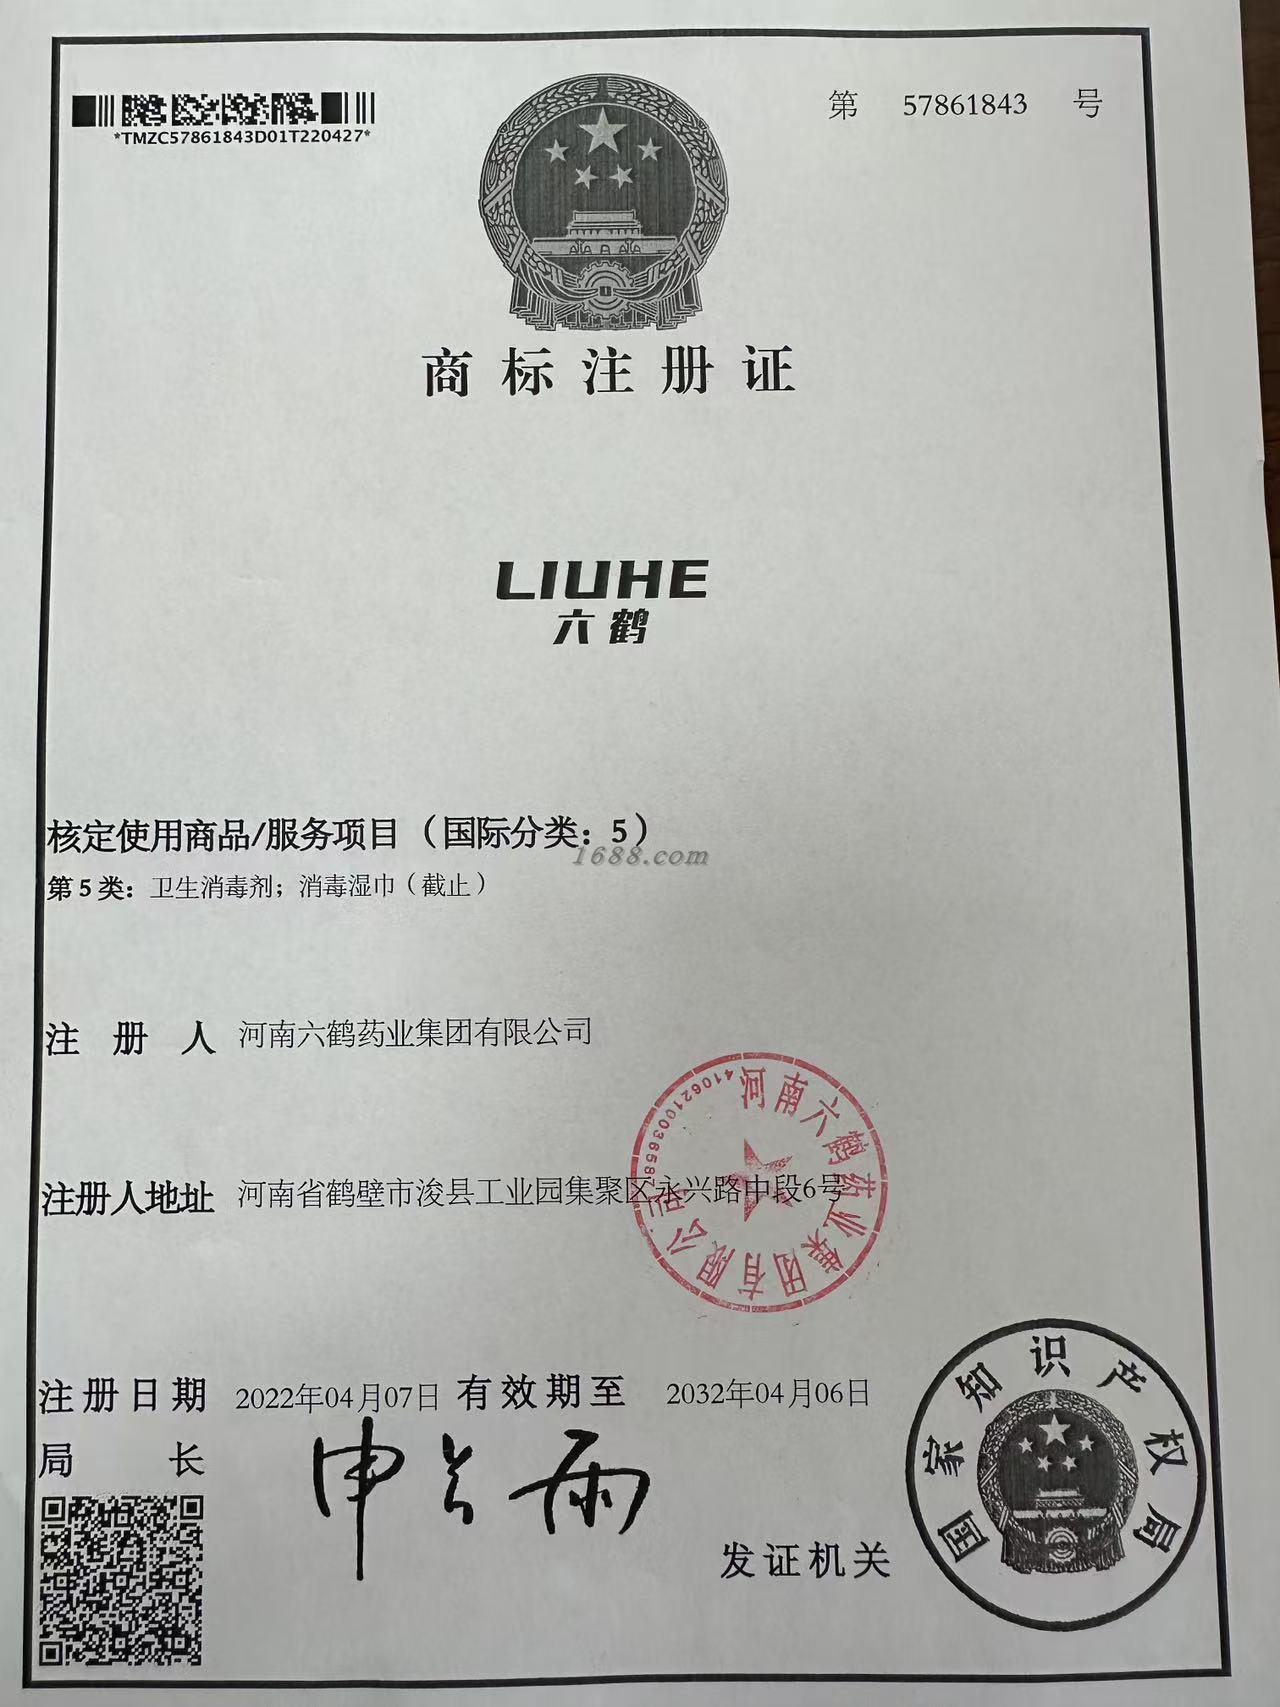 *TMZC57861843D01T220427*
第 57861843 号
商标注册证
LIUHE
六鹤
核定使用商品/服务项目（国际分类：5）
1688.com
第5类：卫生消毒剂；消毒湿巾（截止）
注册人 河南六鹤药业集团有限公司
注册人地址 河南省鹤壁市浚县工业园集聚区永兴路中段6号
河南六鹤药业集团有限公司
4106210036587
注册日期 2022年04月07日 有效期至 2032年04月06日
局长 申长雨
发证机关
国家知识产权局